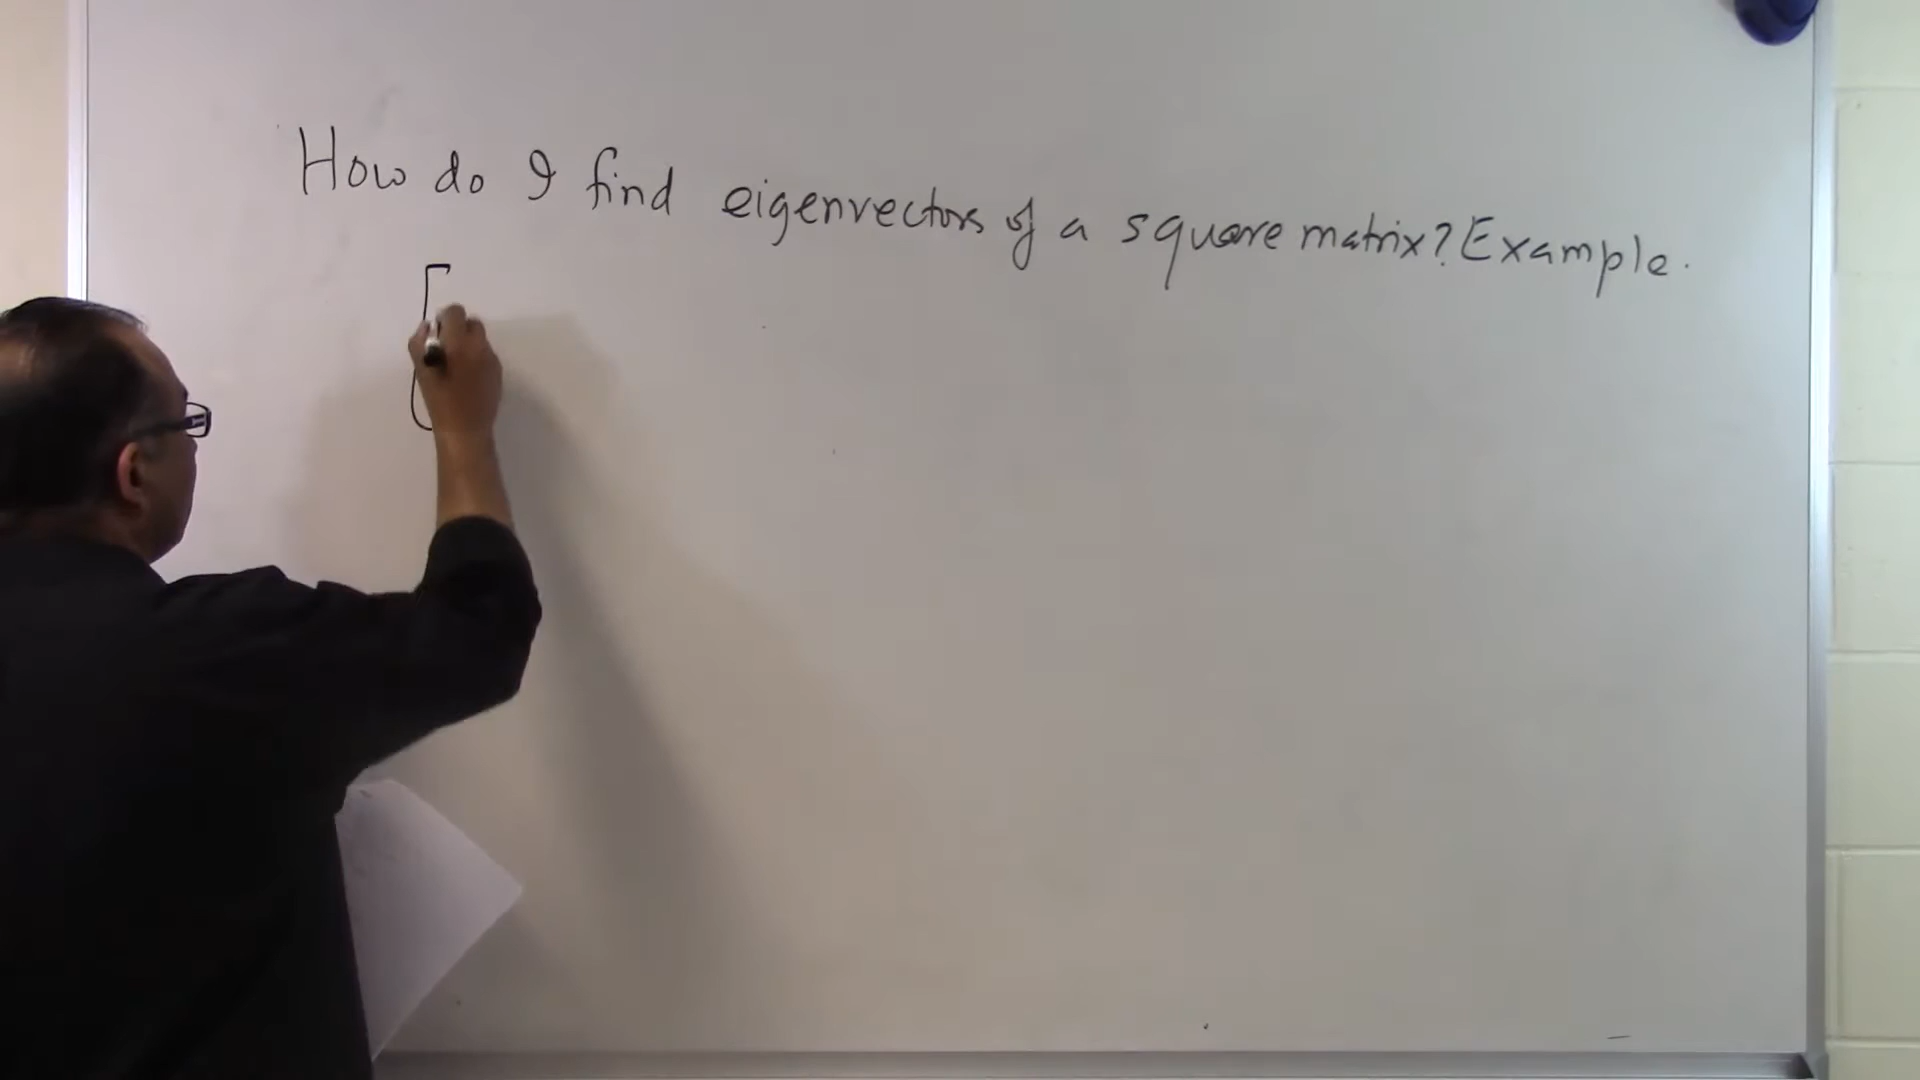 How do I find eigenvectors of a square matrix? Example.
[